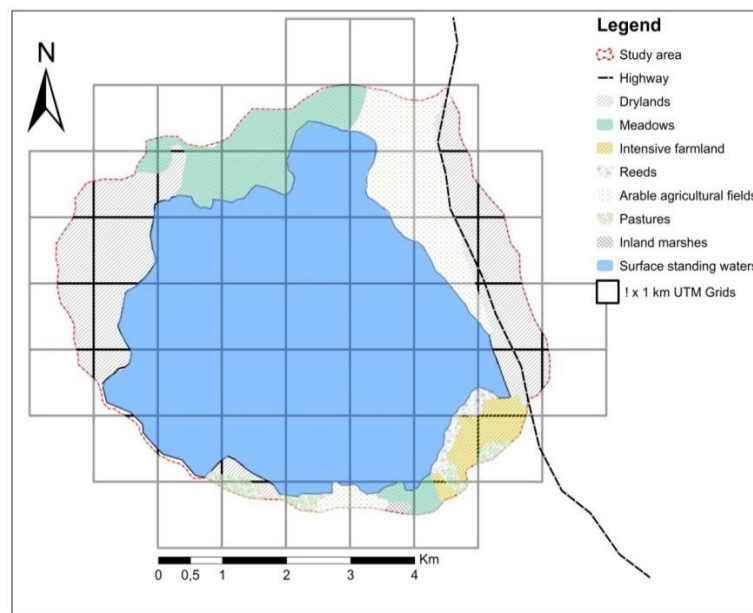 N
Legend
Study area
Highway
Drylands
Meadows
Intensive farmland
Reeds
Arable agricultural fields
Pastures
Inland marshes
Surface standing waters
! x 1 km UTM Grids
Km
0 0,5 1 2 3 4